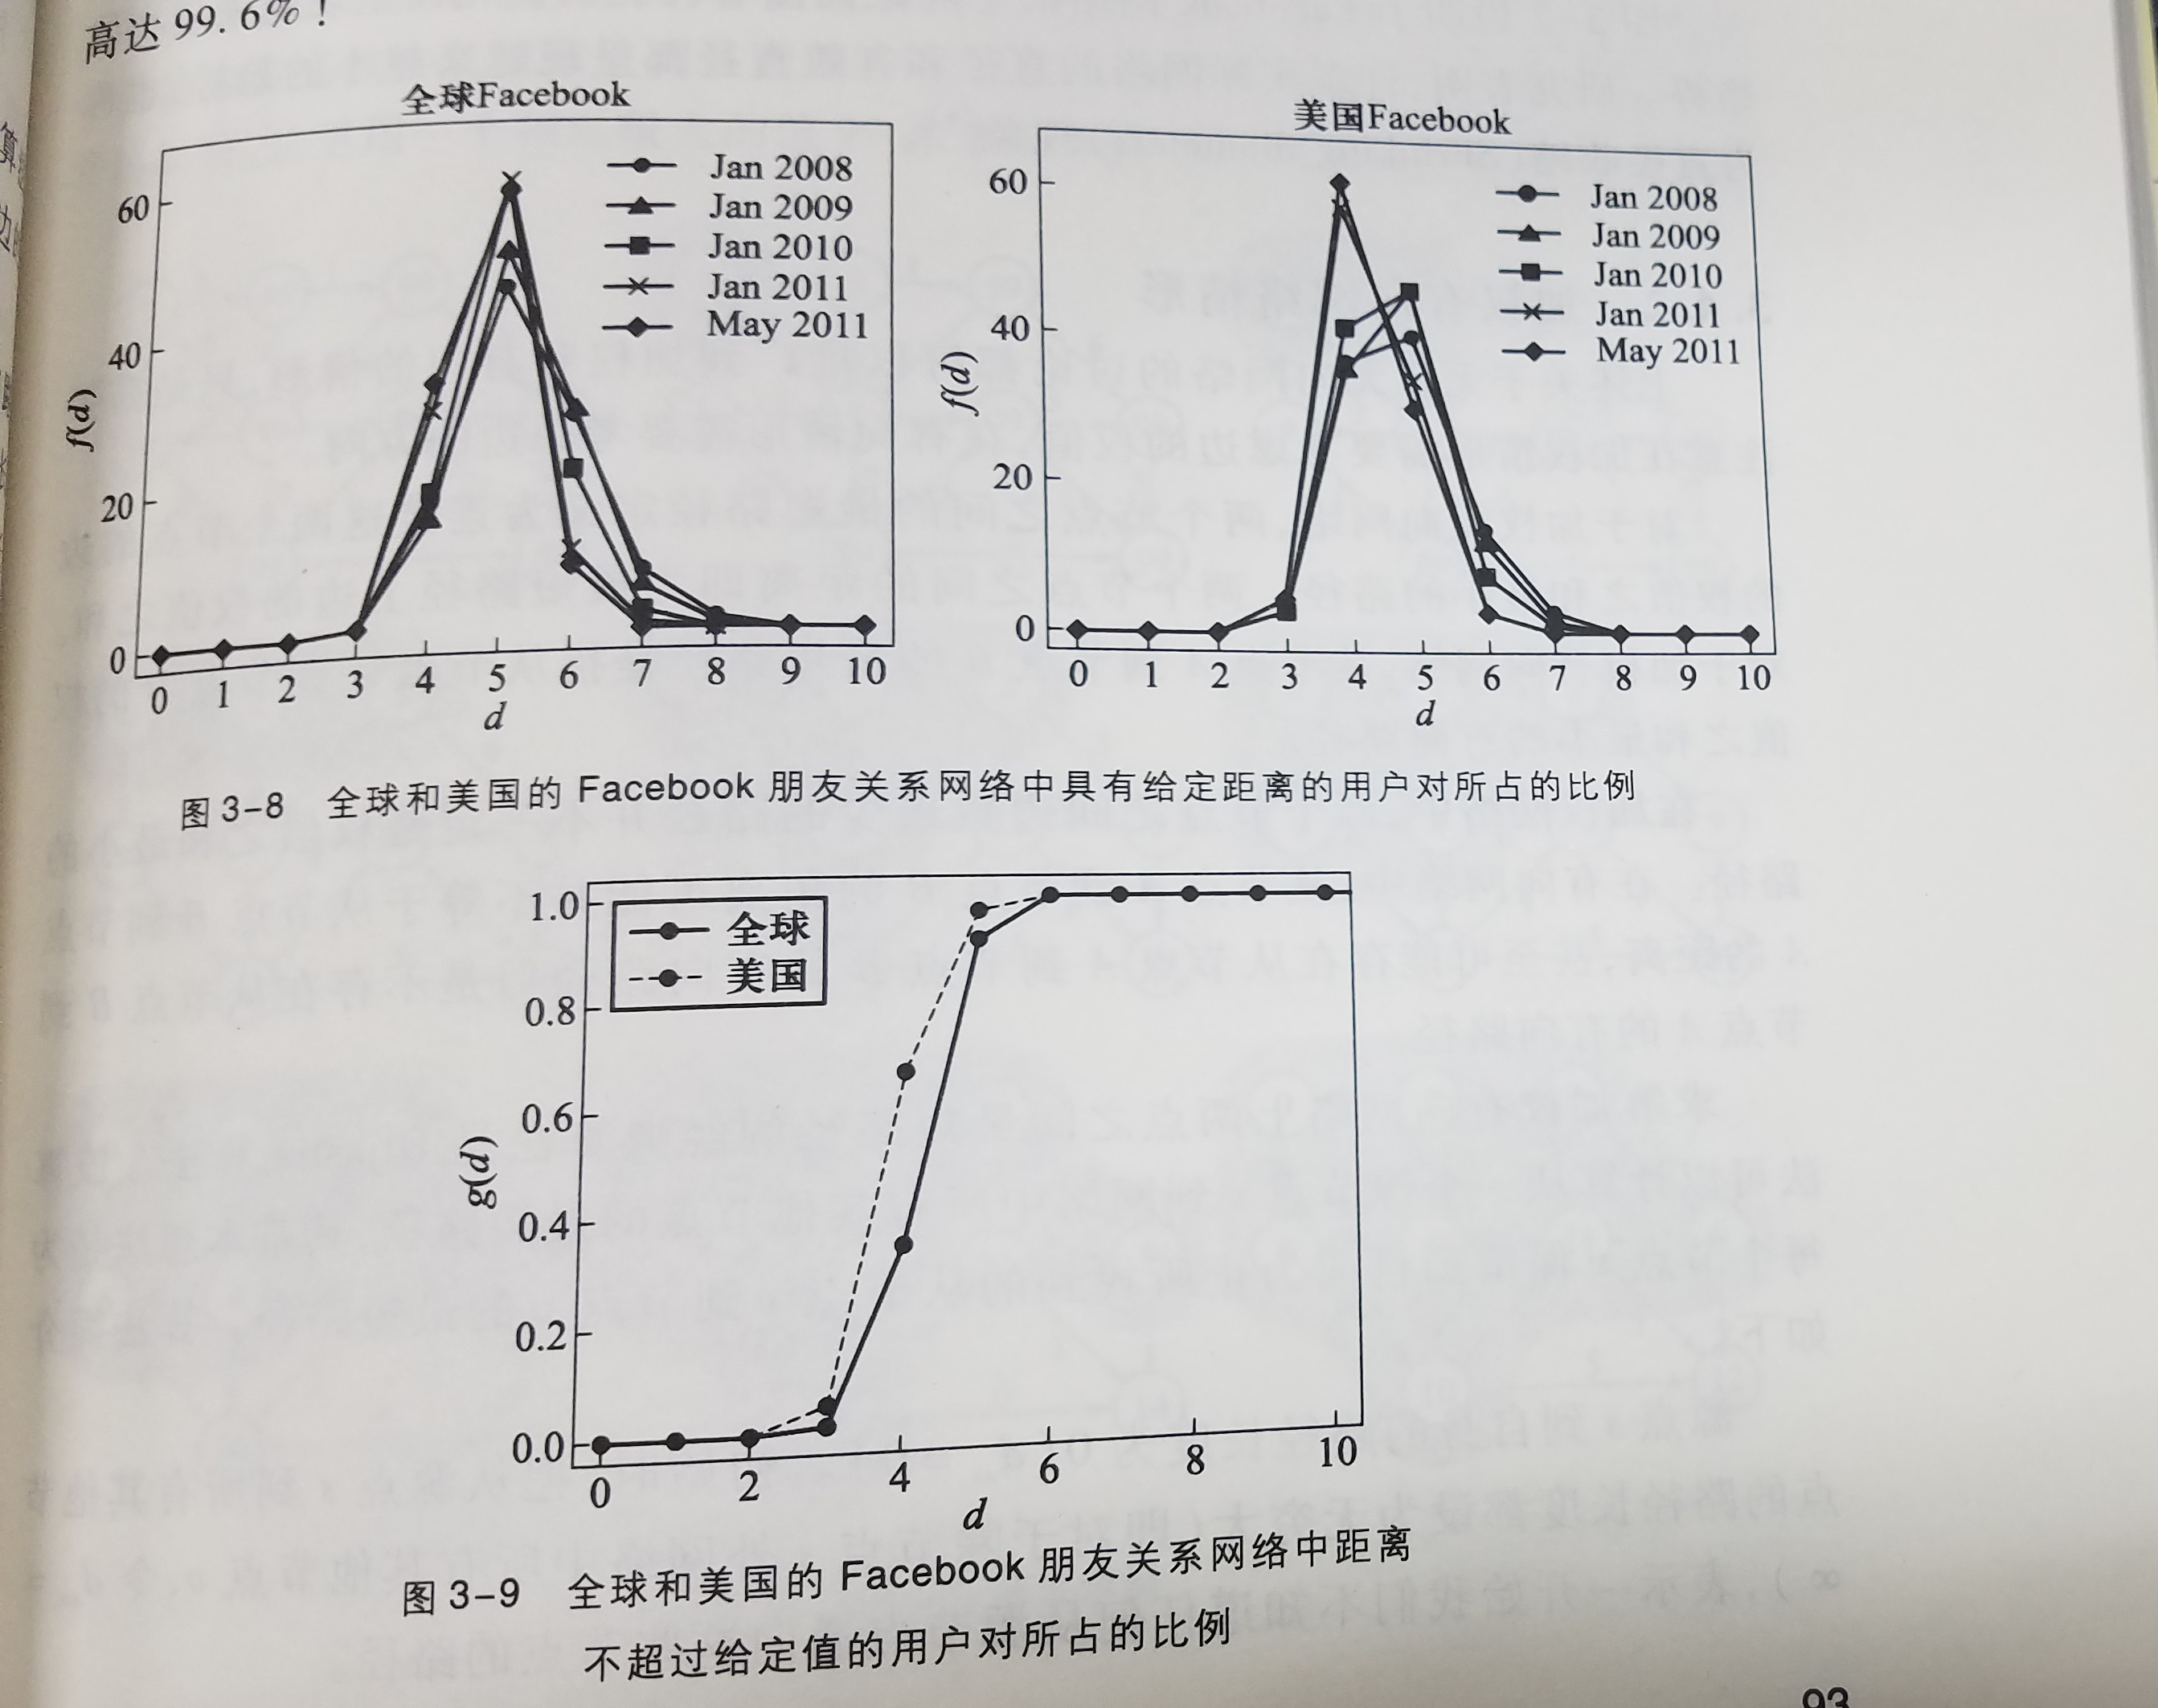 高达99.6%!
全球Facebook
60
40
20
0
f(d)
Jan 2008
Jan 2009
Jan 2010
Jan 2011
May 2011
0 1 2 3 4 5 6 7 8 9 10
d
美国Facebook
60
40
20
0
f(d)
Jan 2008
Jan 2009
Jan 2010
Jan 2011
May 2011
0 1 2 3 4 5 6 7 8 9 10
d
图3-8 全球和美国的 Facebook 朋友关系网络中具有给定距离的用户对所占的比例
1.0
0.8
0.6
0.4
0.2
0.0
g(d)
全球
美国
0 2 4 6 8 10
d
图3-9 全球和美国的 Facebook 朋友关系网络中距离
不超过给定值的用户对所占的比例
93